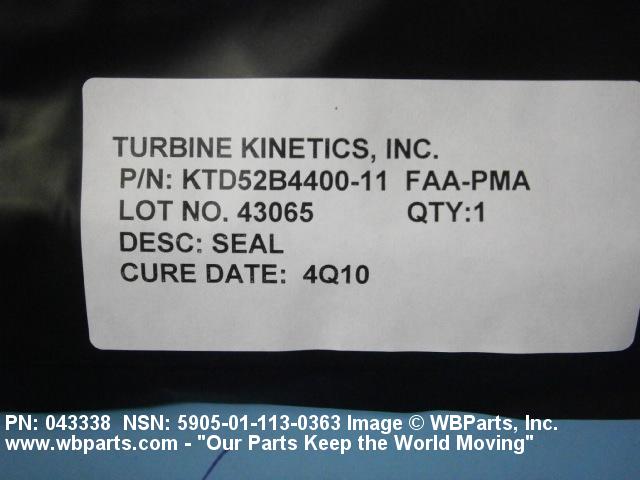 TURBINE KINETICS, INC.
P/N: KTD52B4400-11 FAA-PMA
LOT NO. 43065 QTY:1
DESC: SEAL
CURE DATE: 4Q10
PN: 043338 NSN: 5905-01-113-0363 Image © WBParts, Inc.
www.wbparts.com - "Our Parts Keep the World Moving"